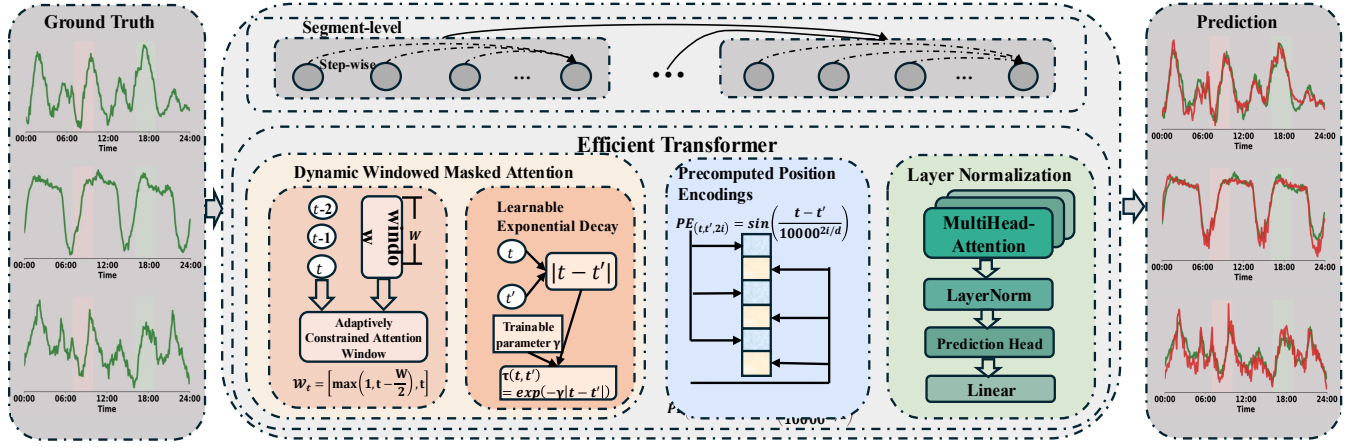 Ground Truth
00:00 06:00 12:00 18:00 24:00
Time
00:00 06:00 12:00 18:00 24:00
Time
00:00 06:00 12:00 18:00 24:00
Time
Segment-level
Step-wise
...
...
...
Efficient Transformer
Dynamic Windowed Masked Attention
t-2
t-1
t
windo
w
W
Adaptively
Constrained Attention
Window
𝒲_t = [max(1, t − W/2), t]
Learnable
Exponential Decay
t
t′
|t − t′|
Trainable
parameter γ
τ(t, t′)
= exp(−γ|t − t′|)
Precomputed Position
Encodings
PE_(t,t′,2i) = sin((t − t′)/10000^(2i/d))
Layer Normalization
MultiHead-
Attention
LayerNorm
Prediction Head
Linear
Prediction
00:00 06:00 12:00 18:00 24:00
Time
00:00 06:00 12:00 18:00 24:00
Time
00:00 06:00 12:00 18:00 24:00
Time